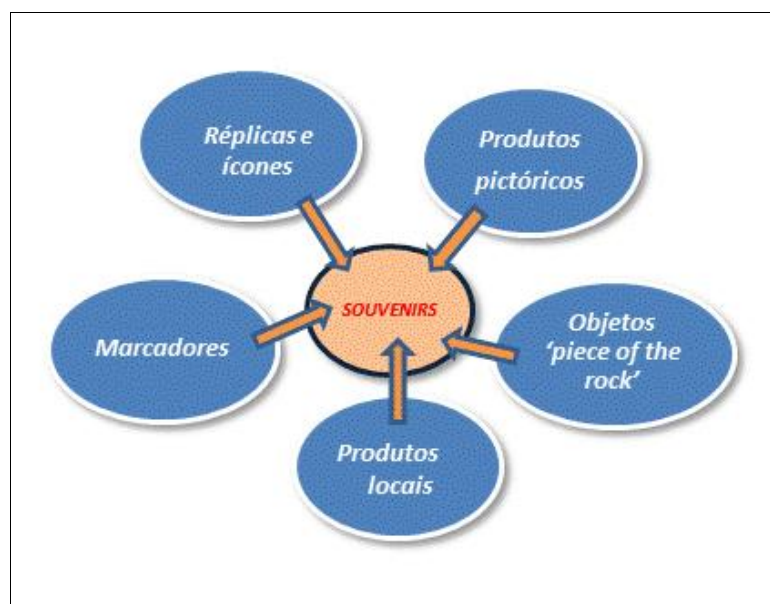 Réplicas e
ícones
Produtos
pictóricos
SOUVENIRS
Marcadores
Objetos
‘piece of the
rock’
Produtos
locais